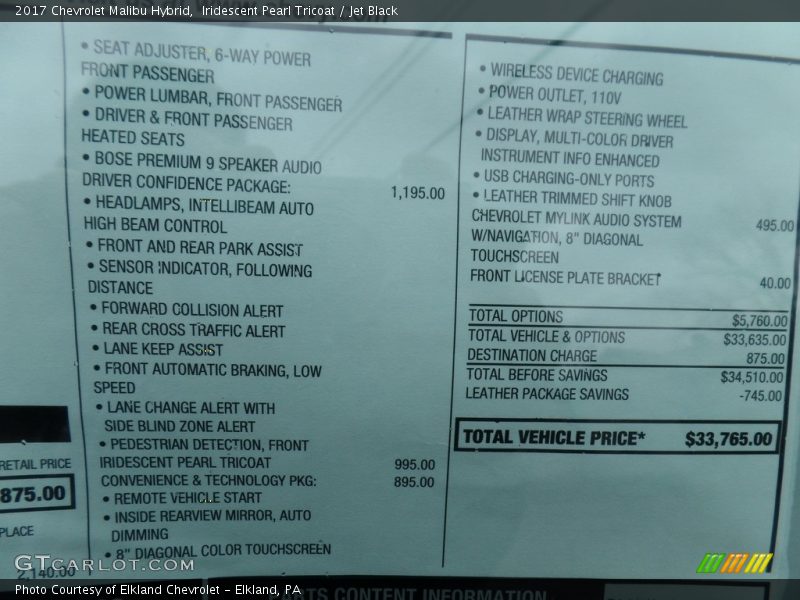 2017 Chevrolet Malibu Hybrid, Iridescent Pearl Tricoat / Jet Black
RETAIL PRICE
875.00
PLACE
2,140.00
• SEAT ADJUSTER, 6-WAY POWER
FRONT PASSENGER
• POWER LUMBAR, FRONT PASSENGER
• DRIVER & FRONT PASSENGER
HEATED SEATS
• BOSE PREMIUM 9 SPEAKER AUDIO
DRIVER CONFIDENCE PACKAGE: 1,195.00
• HEADLAMPS, INTELLIBEAM AUTO
HIGH BEAM CONTROL
• FRONT AND REAR PARK ASSIST
• SENSOR INDICATOR, FOLLOWING
DISTANCE
• FORWARD COLLISION ALERT
• REAR CROSS TRAFFIC ALERT
• LANE KEEP ASSIST
• FRONT AUTOMATIC BRAKING, LOW
SPEED
• LANE CHANGE ALERT WITH
SIDE BLIND ZONE ALERT
• PEDESTRIAN DETECTION, FRONT
IRIDESCENT PEARL TRICOAT 995.00
CONVENIENCE & TECHNOLOGY PKG: 895.00
• REMOTE VEHICLE START
• INSIDE REARVIEW MIRROR, AUTO
DIMMING
• 8" DIAGONAL COLOR TOUCHSCREEN
• WIRELESS DEVICE CHARGING
• POWER OUTLET, 110V
• LEATHER WRAP STEERING WHEEL
• DISPLAY, MULTI-COLOR DRIVER
INSTRUMENT INFO ENHANCED
• USB CHARGING-ONLY PORTS
• LEATHER TRIMMED SHIFT KNOB
CHEVROLET MYLINK AUDIO SYSTEM 495.00
W/NAVIGATION, 8" DIAGONAL
TOUCHSCREEN
FRONT LICENSE PLATE BRACKET* 40.00
TOTAL OPTIONS $5,760.00
TOTAL VEHICLE & OPTIONS $33,635.00
DESTINATION CHARGE 875.00
TOTAL BEFORE SAVINGS $34,510.00
LEATHER PACKAGE SAVINGS -745.00
TOTAL VEHICLE PRICE* $33,765.00
GTCARLOT.COM
Photo Courtesy of Elkland Chevrolet - Elkland, PA
PARTS CONTENT INFORMATION